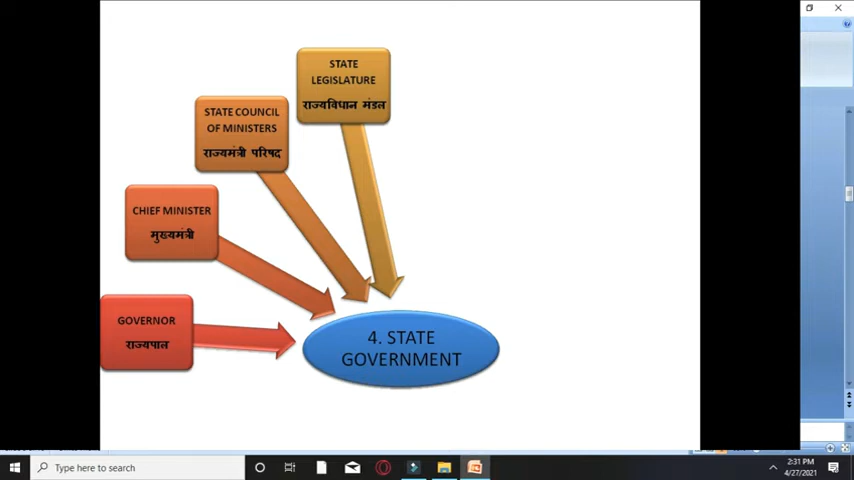 STATE
LEGISLATURE
राज्यविधान मंडल
STATE COUNCIL
OF MINISTERS
राज्यमंत्री परिषद
CHIEF MINISTER
मुख्यमंत्री
GOVERNOR
राज्यपाल
4. STATE
GOVERNMENT
Type here to search
2:31 PM
4/27/2021